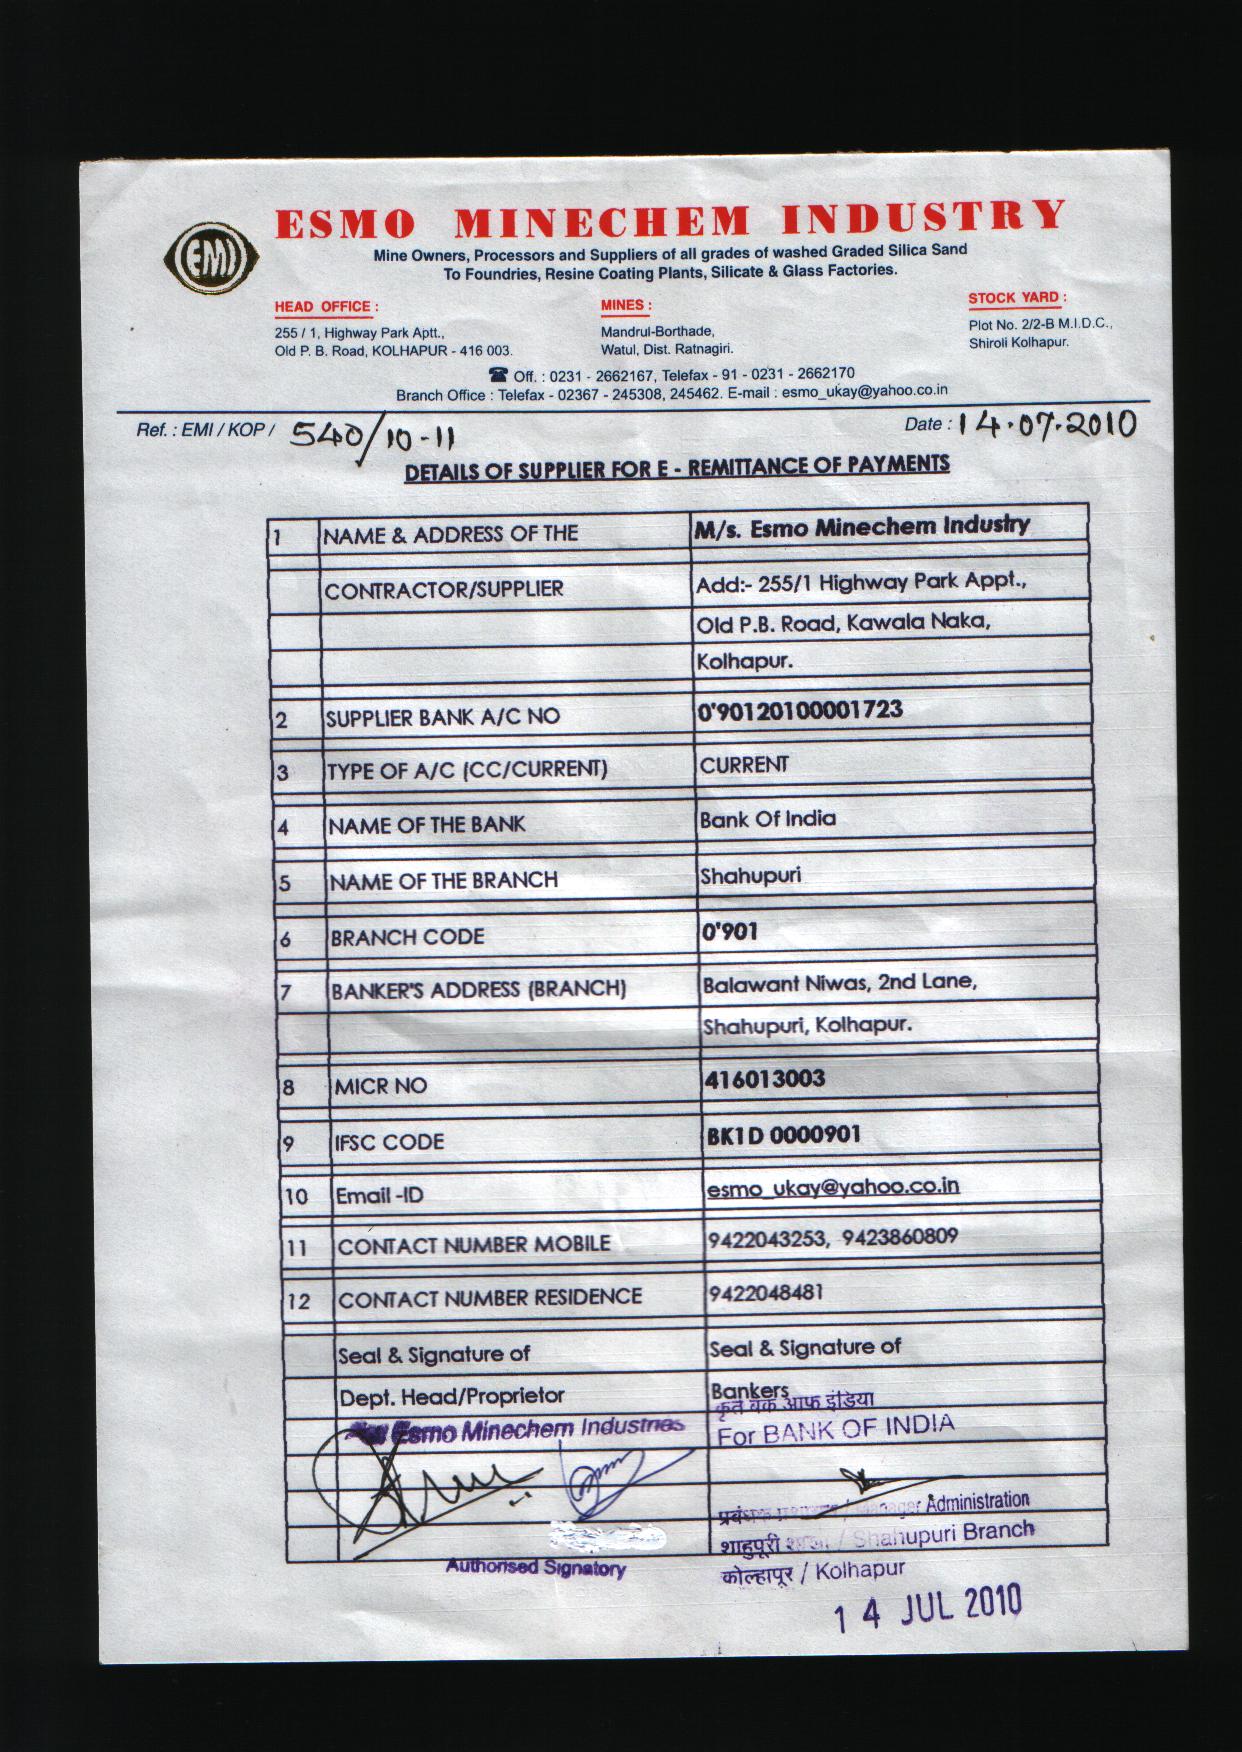 EMI
ESMO MINECHEM INDUSTRY
Mine Owners, Processors and Suppliers of all grades of washed Graded Silica Sand
To Foundries, Resine Coating Plants, Silicate & Glass Factories.
HEAD OFFICE :
255 / 1, Highway Park Aptt.,
Old P. B. Road, KOLHAPUR - 416 003.
MINES :
Mandrul-Borthade,
Watul, Dist. Ratnagiri.
STOCK YARD :
Plot No. 2/2-B M.I.D.C.,
Shiroli Kolhapur.
☎ Off. : 0231 - 2662167, Telefax - 91 - 0231 - 2662170
Branch Office : Telefax - 02367 - 245308, 245462. E-mail : esmo_ukay@yahoo.co.in
Ref. : EMI / KOP / 540/10-11 Date : 14.07.2010
DETAILS OF SUPPLIER FOR E - REMITTANCE OF PAYMENTS
1 NAME & ADDRESS OF THE M/s. Esmo Minechem Industry
CONTRACTOR/SUPPLIER Add:- 255/1 Highway Park Appt.,
Old P.B. Road, Kawala Naka,
Kolhapur.
2 SUPPLIER BANK A/C NO 0'90120100001723
3 TYPE OF A/C (CC/CURRENT) CURRENT
4 NAME OF THE BANK Bank Of India
5 NAME OF THE BRANCH Shahupuri
6 BRANCH CODE 0'901
7 BANKER'S ADDRESS (BRANCH) Balawant Niwas, 2nd Lane,
Shahupuri, Kolhapur.
8 MICR NO 416013003
9 IFSC CODE BK1D 0000901
10 Email -ID esmo_ukay@yahoo.co.in
11 CONTACT NUMBER MOBILE 9422043253, 9423860809
12 CONTACT NUMBER RESIDENCE 9422048481
Seal & Signature of Seal & Signature of
Dept. Head/Proprietor Bankers
कृते बैंक आफ इंडिया
Esmo Minechem Industries For BANK OF INDIA
/ Manager Administration
शाहुपूरी शाखा / Shahupuri Branch
Authorised Signatory कोल्हापूर / Kolhapur
14 JUL 2010